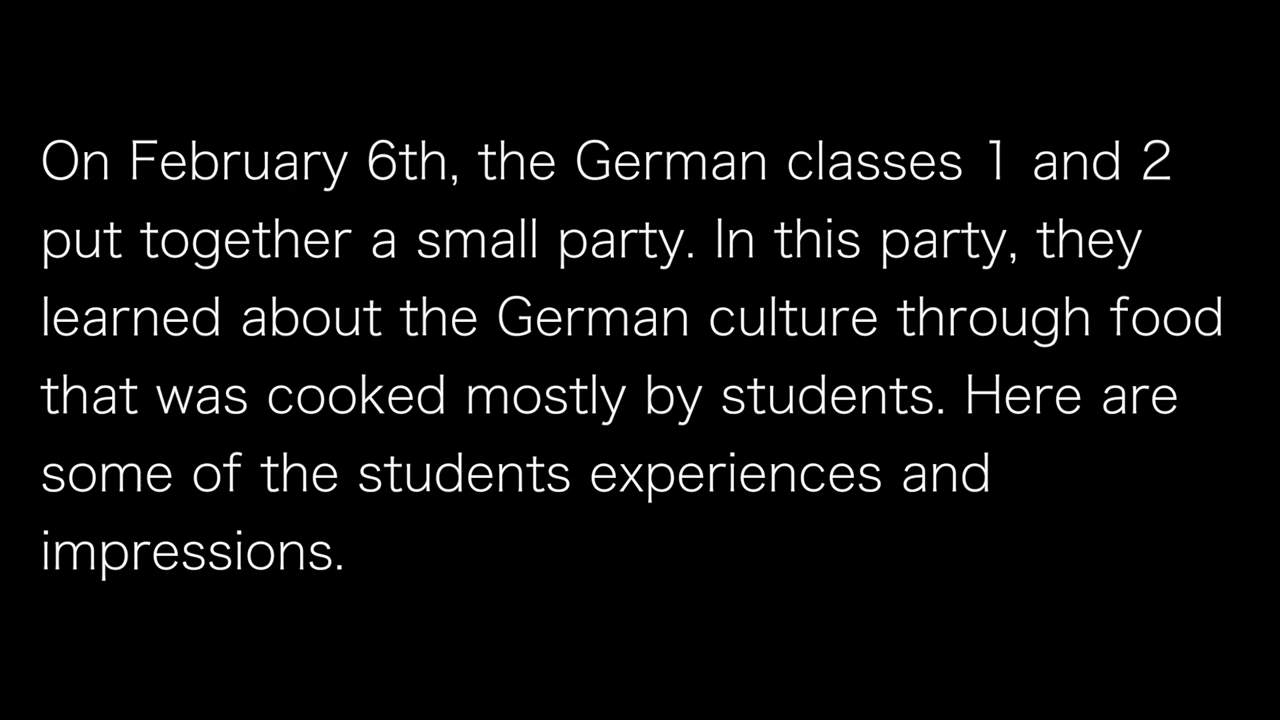 On February 6th, the German classes 1 and 2
put together a small party. In this party, they
learned about the German culture through food
that was cooked mostly by students. Here are
some of the students experiences and
impressions.